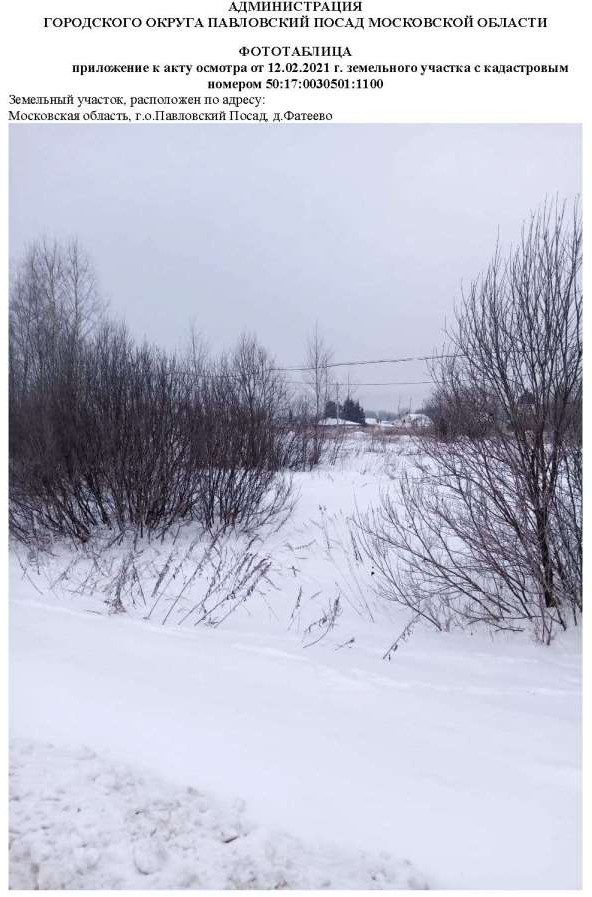 АДМИНИСТРАЦИЯ
ГОРОДСКОГО ОКРУГА ПАВЛОВСКИЙ ПОСАД МОСКОВСКОЙ ОБЛАСТИ
ФОТОТАБЛИЦА
приложение к акту осмотра от 12.02.2021 г. земельного участка с кадастровым
номером 50:17:0030501:1100
Земельный участок, расположен по адресу:
Московская область, г.о.Павловский Посад, д.Фатеево